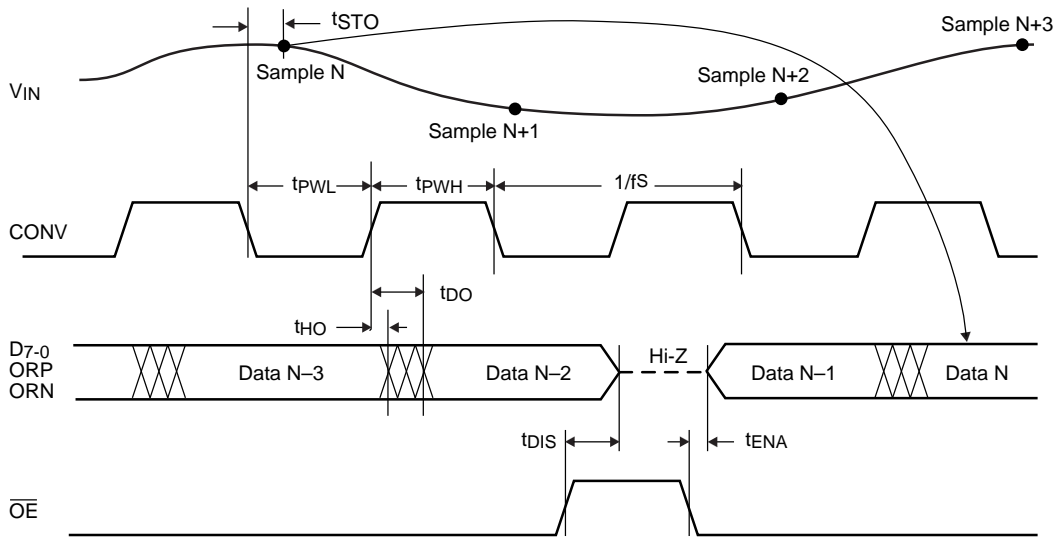 tSTO
Sample N+3
Sample N
Sample N+2
VIN
Sample N+1
tPWL
tPWH
1/fS
CONV
tDO
tHO
D7-0
ORP
ORN
Data N–3
Data N–2
Hi-Z
Data N–1
Data N
tDIS
tENA
OE